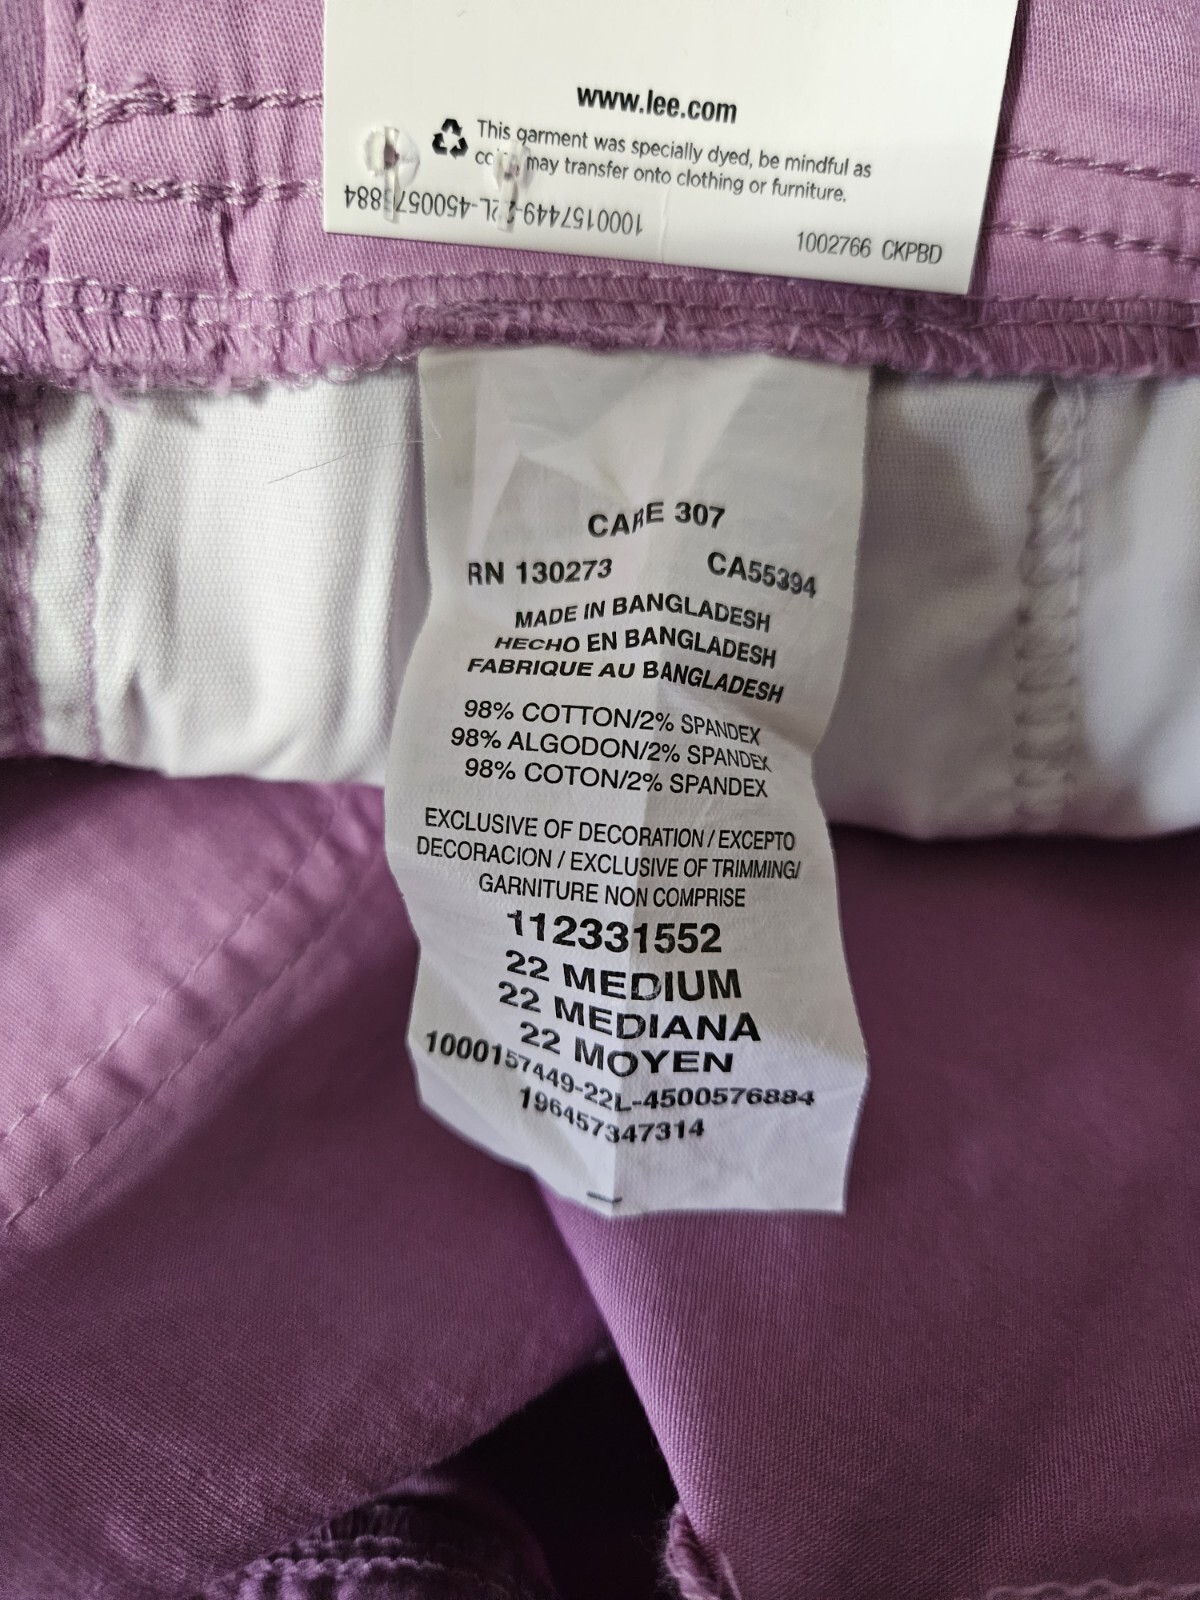 www.lee.com
This garment was specially dyed, be mindful as
may transfer onto clothing or furniture.
1000157449-22L-4500576884
1002766 CKPBD
CARE 307
RN 130273 CA55394
MADE IN BANGLADESH
HECHO EN BANGLADESH
FABRIQUE AU BANGLADESH
98% COTTON/2% SPANDEX
98% ALGODON/2% SPANDEX
98% COTON/2% SPANDEX
EXCLUSIVE OF DECORATION / EXCEPTO
DECORACION / EXCLUSIVE OF TRIMMING/
GARNITURE NON COMPRISE
112331552
22 MEDIUM
22 MEDIANA
22 MOYEN
1000157449-22L-4500576884
196457347314